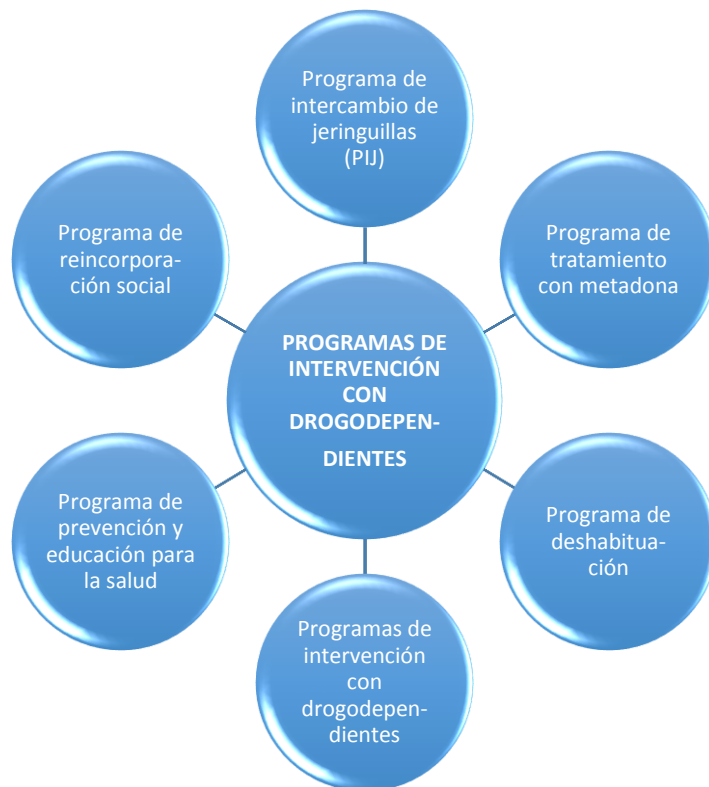 Programa de
intercambio de
jeringuillas
(PIJ)
Programa de
tratamiento
con metadona
Programa de
deshabitua-
ción
Programas de
intervención
con
drogodepen-
dientes
Programa de
prevención y
educación para
la salud
Programa de
reincorpora-
ción social
PROGRAMAS DE
INTERVENCIÓN
CON
DROGODEPEN-
DIENTES